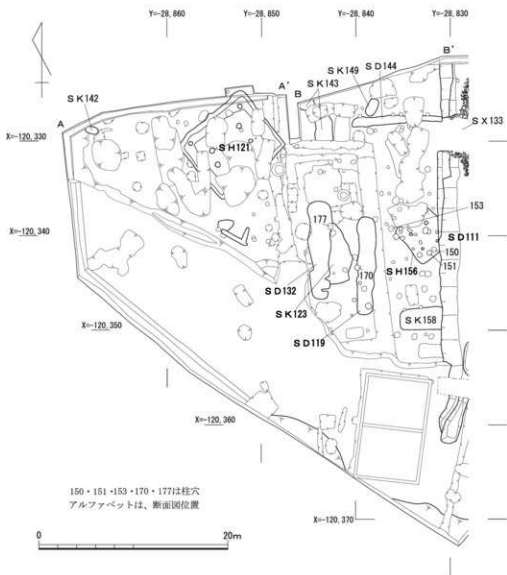 Y=-28,860
Y=-28,850
Y=-28,840
Y=-28,830
A'
B
B'
SK143
SK149
SD144
SK142
A
SX133
X=-120,330
SH121
177
153
X=-120,340
SD111
150
170
SH156
151
SD132
SK123
SK158
SD119
X=-120,350
X=-120,360
150・151・153・170・177は柱穴
アルファベットは、断面図位置
X=-120,370
0 20m